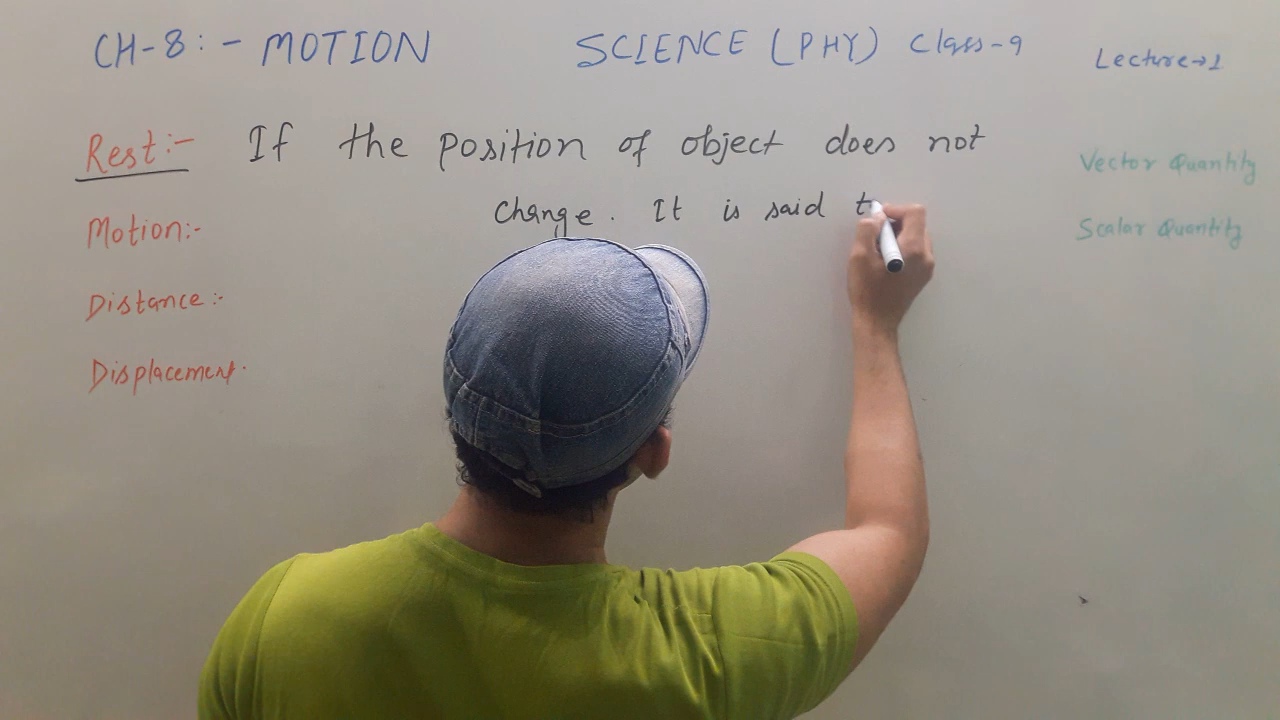 CH-8:- MOTION SCIENCE (PHY) Class-9 Lecture→1
Rest:- If the position of object does not
change. It is said t
Motion:-
Distance:-
Displacement.
Vector Quantity
Scalar Quantity